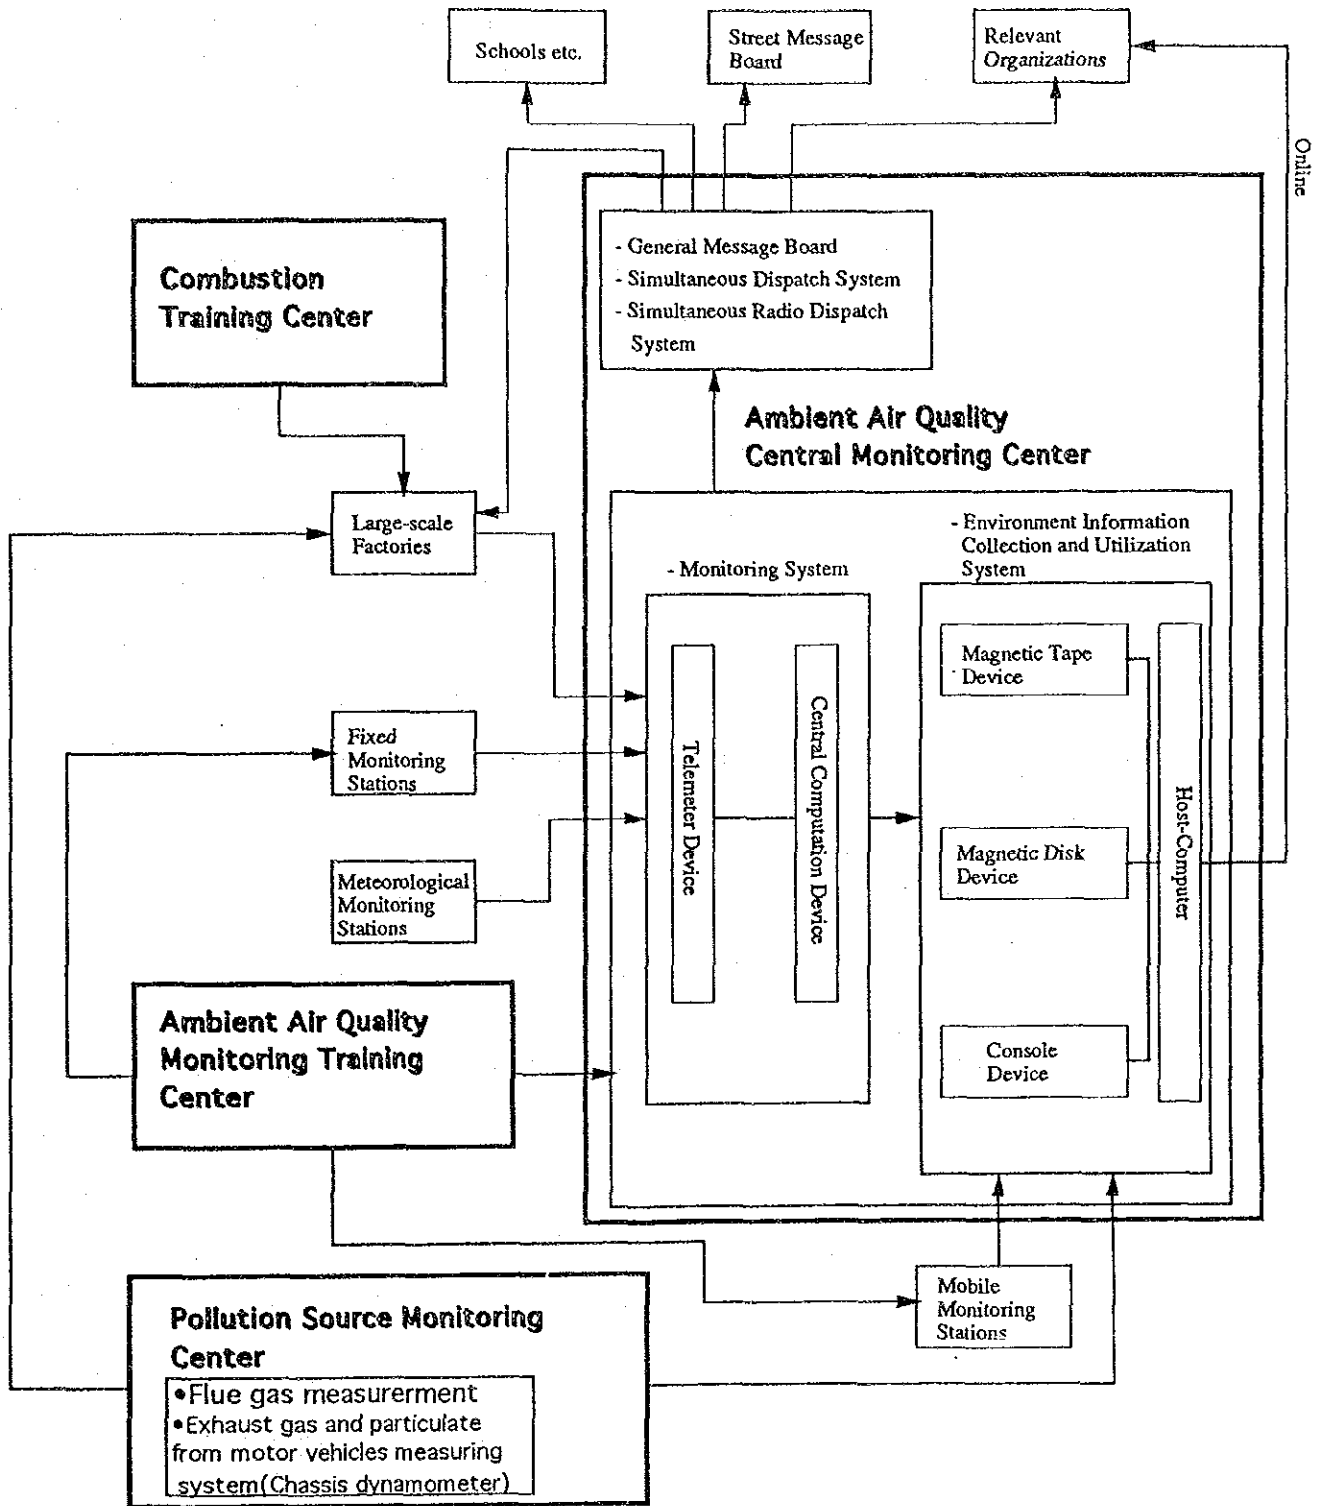 Schools etc.
Street Message
Board
Relevant
Organizations
Online
- General Message Board
- Simultaneous Dispatch System
- Simultaneous Radio Dispatch
System
Combustion
Training Center
Ambient Air Quality
Central Monitoring Center
Large-scale
Factories
- Environment Information
Collection and Utilization
System
- Monitoring System
Magnetic Tape
Device
Telemeter Device
Central Computation Device
Host-Computer
Fixed
Monitoring
Stations
Magnetic Disk
Device
Meteorological
Monitoring
Stations
Ambient Air Quality
Monitoring Training
Center
Console
Device
Mobile
Monitoring
Stations
Pollution Source Monitoring
Center
•Flue gas measurerment
•Exhaust gas and particulate
from motor vehicles measuring
system(Chassis dynamometer)